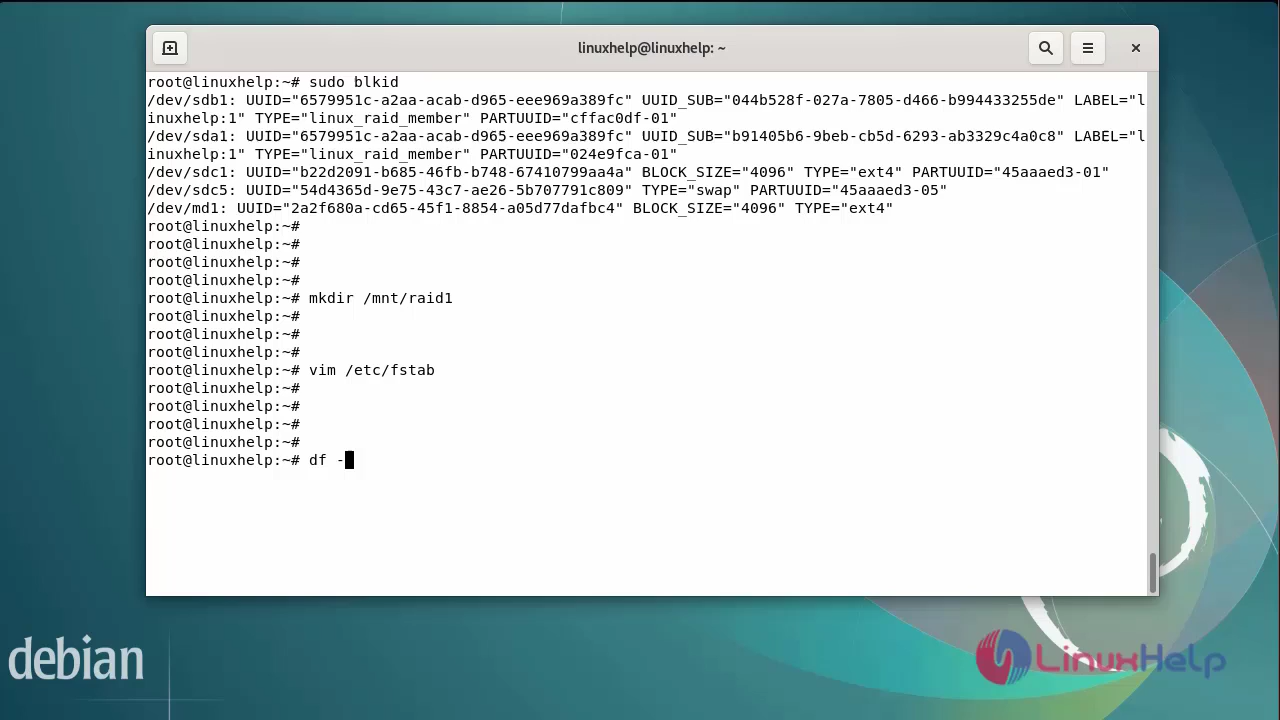 linuxhelp@linuxhelp: ~
root@linuxhelp:~# sudo blkid
/dev/sdb1: UUID="6579951c-a2aa-acab-d965-eee969a389fc" UUID_SUB="044b528f-027a-7805-d466-b994433255de" LABEL="l
inuxhelp:1" TYPE="linux_raid_member" PARTUUID="cffac0df-01"
/dev/sda1: UUID="6579951c-a2aa-acab-d965-eee969a389fc" UUID_SUB="b91405b6-9beb-cb5d-6293-ab3329c4a0c8" LABEL="l
inuxhelp:1" TYPE="linux_raid_member" PARTUUID="024e9fca-01"
/dev/sdc1: UUID="b22d2091-b685-46fb-b748-67410799aa4a" BLOCK_SIZE="4096" TYPE="ext4" PARTUUID="45aaaed3-01"
/dev/sdc5: UUID="54d4365d-9e75-43c7-ae26-5b707791c809" TYPE="swap" PARTUUID="45aaaed3-05"
/dev/md1: UUID="2a2f680a-cd65-45f1-8854-a05d77dafbc4" BLOCK_SIZE="4096" TYPE="ext4"
root@linuxhelp:~#
root@linuxhelp:~#
root@linuxhelp:~#
root@linuxhelp:~#
root@linuxhelp:~# mkdir /mnt/raid1
root@linuxhelp:~#
root@linuxhelp:~#
root@linuxhelp:~#
root@linuxhelp:~# vim /etc/fstab
root@linuxhelp:~#
root@linuxhelp:~#
root@linuxhelp:~#
root@linuxhelp:~#
root@linuxhelp:~# df -
debian
LinuxHelp